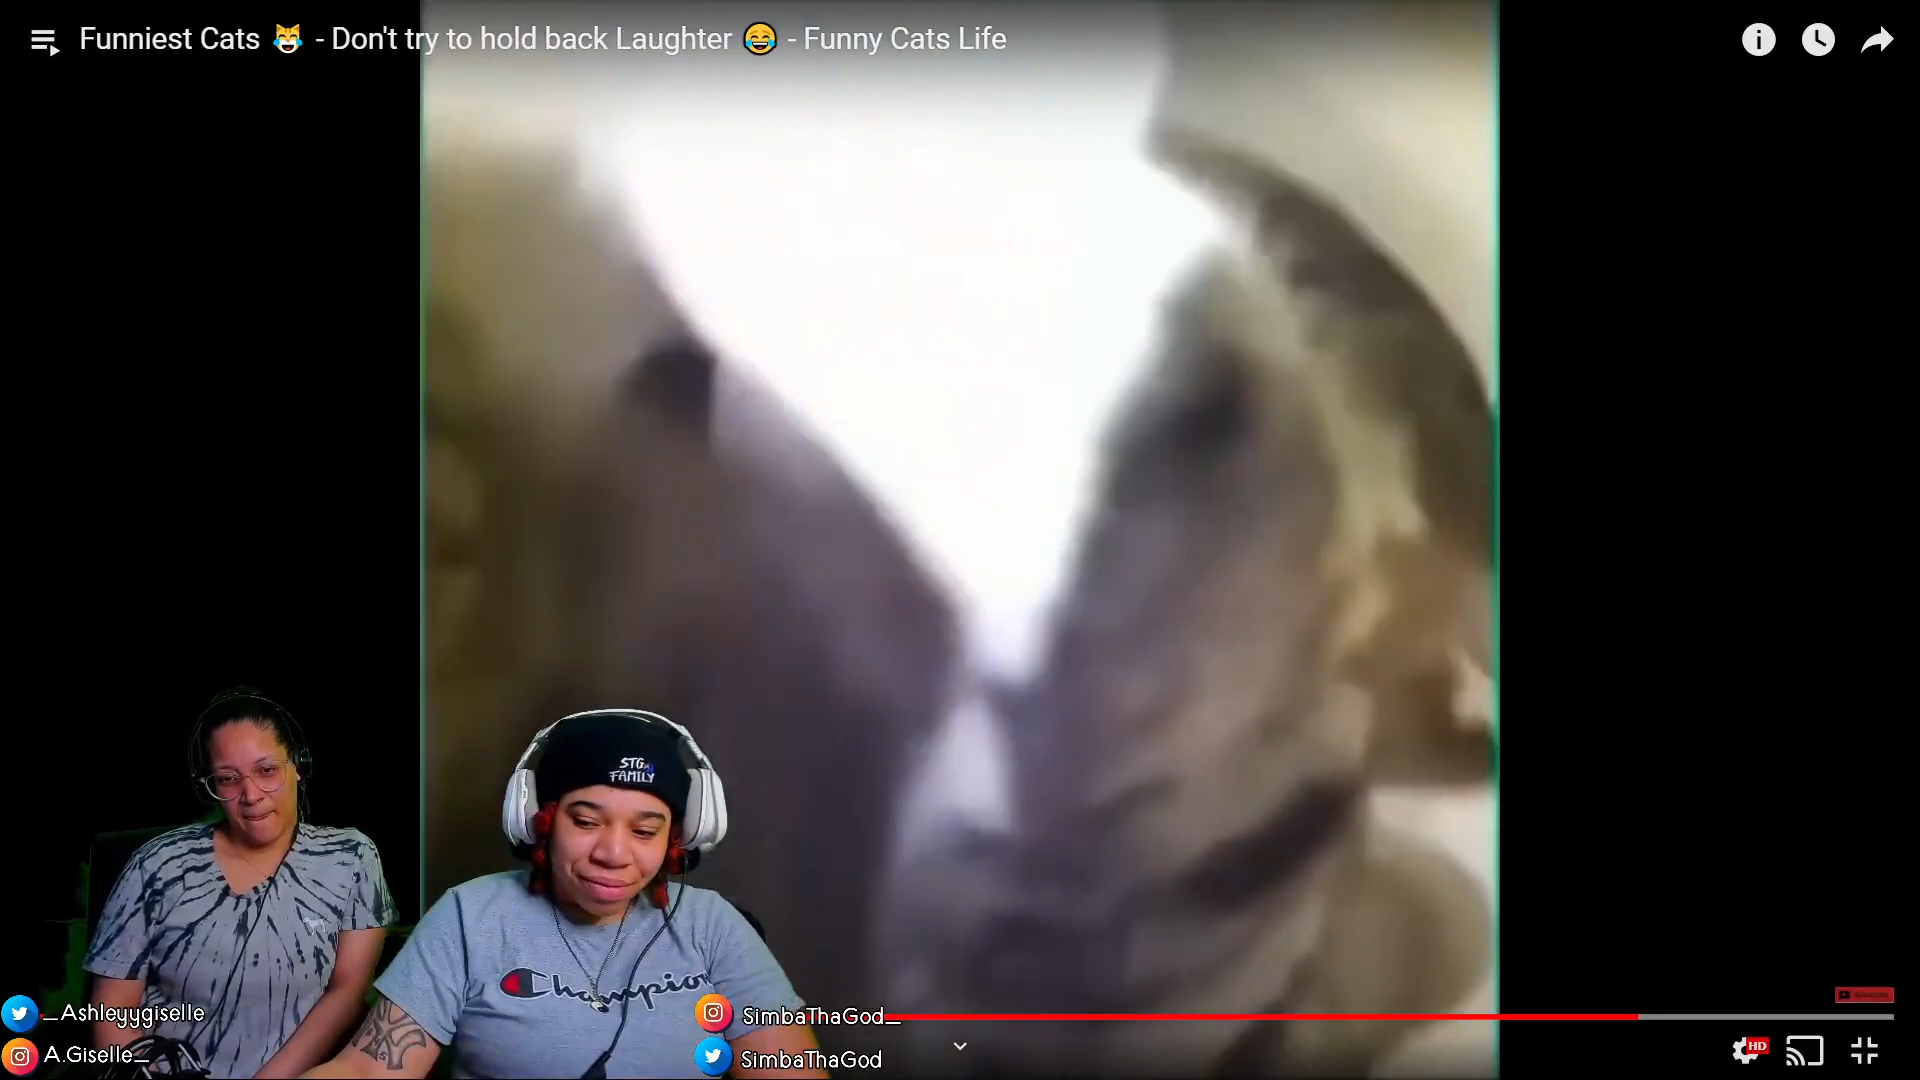 Funniest Cats 😹 - Don't try to hold back Laughter 😂 - Funny Cats Life
STG
FAMILY
Champion
_Ashleyygiselle
A.Giselle_
SimbaThaGod_
SimbaThaGod
HD